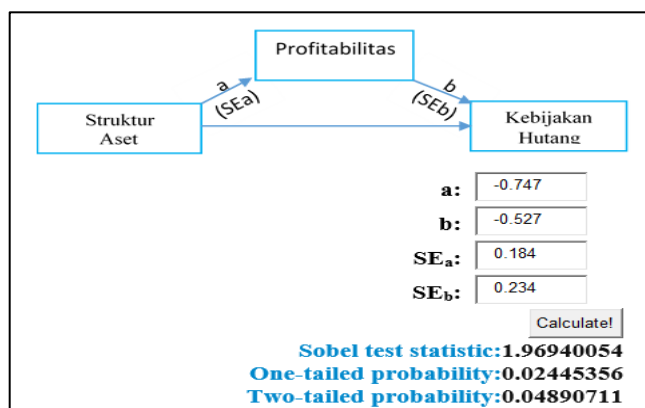 Profitabilitas
a
(SEa)
b
(SEb)
Struktur
Aset
Kebijakan
Hutang
a: -0.747
b: -0.527
SEa: 0.184
SEb: 0.234
Calculate!
Sobel test statistic:1.96940054
One-tailed probability:0.02445356
Two-tailed probability:0.04890711